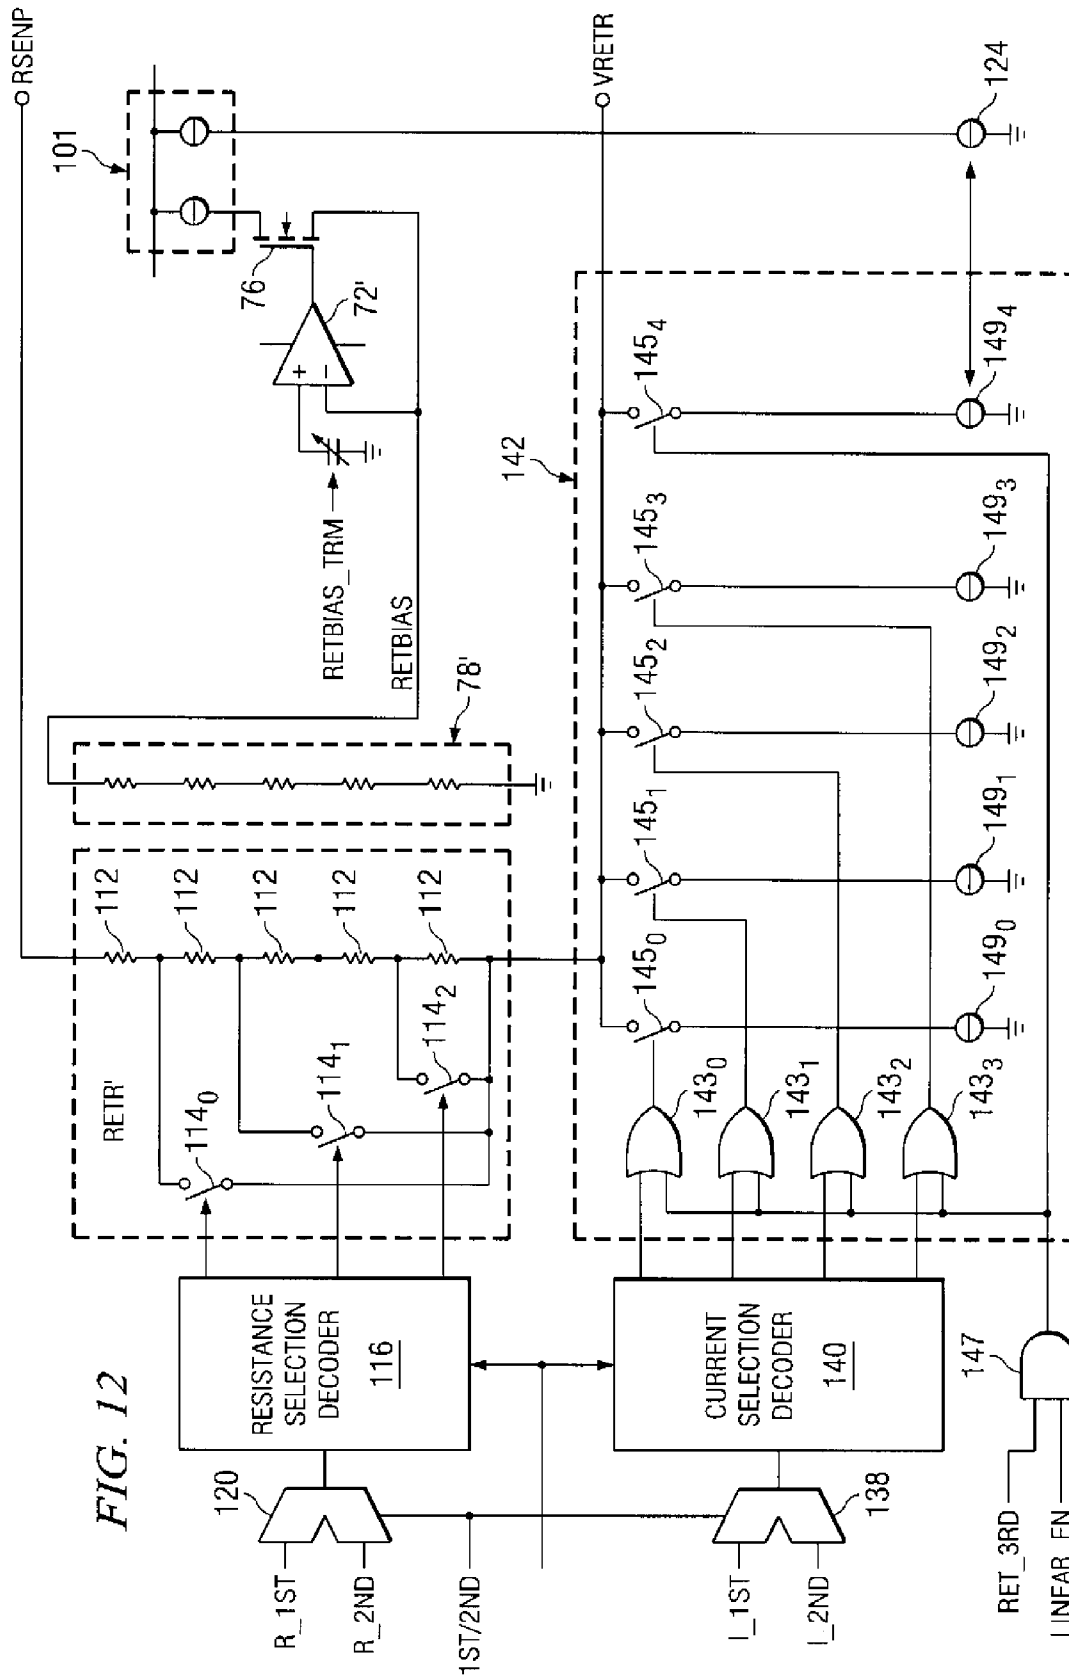 FIG. 12
RSENP
101
76
72'
RETBIAS_TRM
RETBIAS
78'
112
112
112
112
112
RETR'
114₀
114₁
114₂
RESISTANCE
SELECTION
DECODER
116
120
R_1ST
R_2ND
1ST/2ND
VRETR
124
142
145₀
145₁
145₂
145₃
145₄
149₀
149₁
149₂
149₃
149₄
143₀
143₁
143₂
143₃
CURRENT
SELECTION
DECODER
140
138
I_1ST
I_2ND
147
RET_3RD
LINEAR_EN